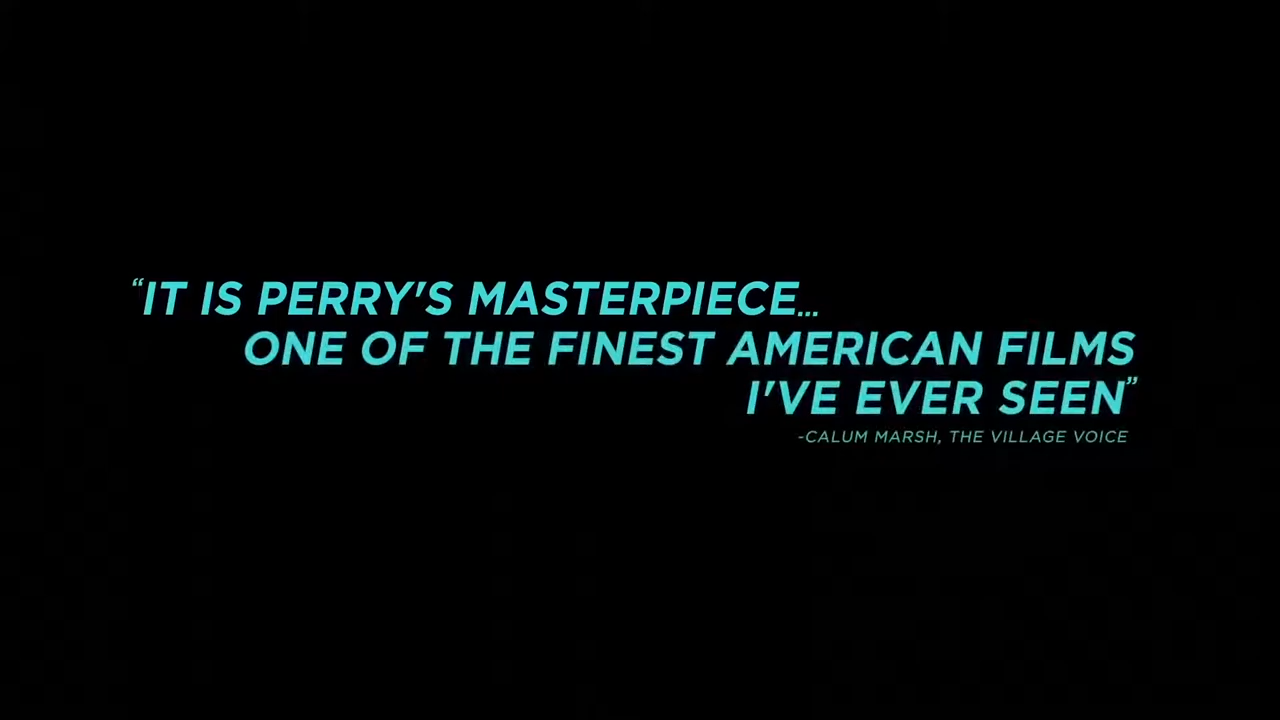 “IT IS PERRY'S MASTERPIECE...
ONE OF THE FINEST AMERICAN FILMS
I'VE EVER SEEN”
-CALUM MARSH, THE VILLAGE VOICE